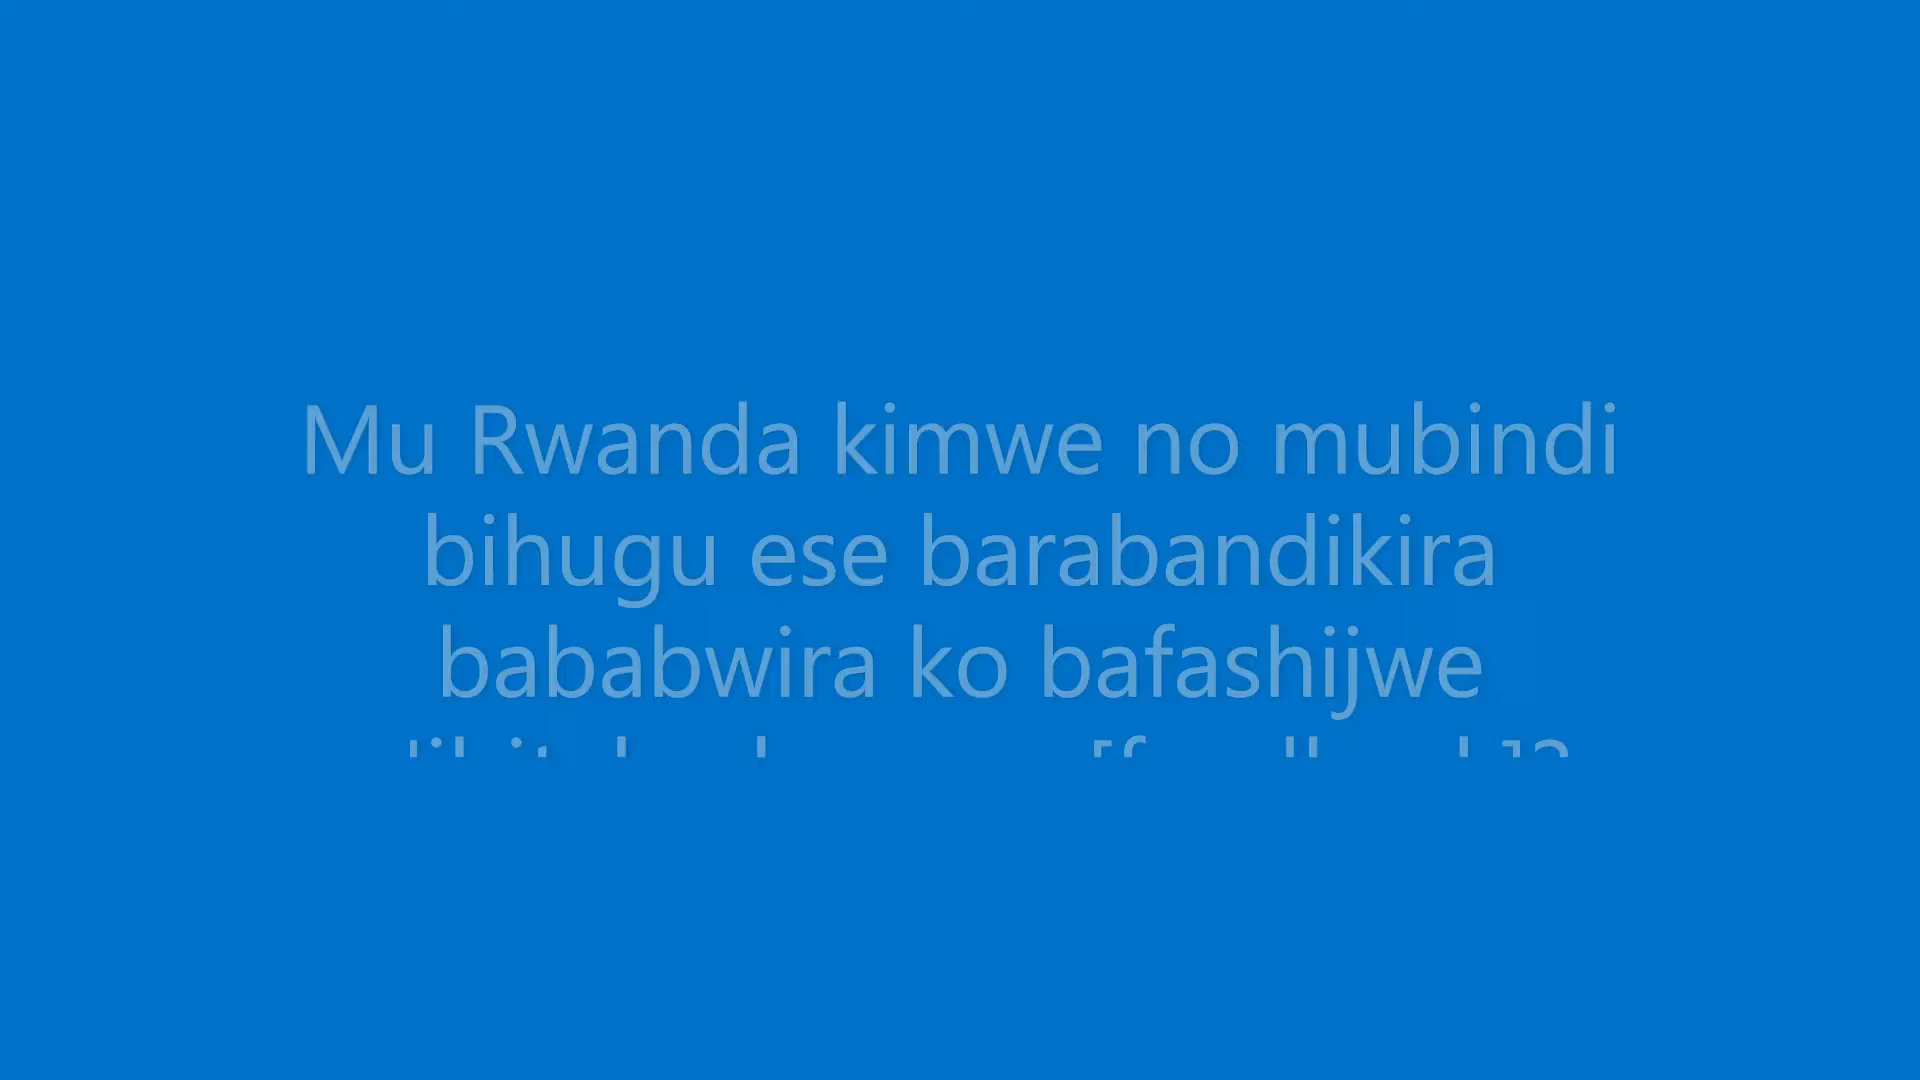 Mu Rwanda kimwe no mubindi
bihugu ese barabandikira
bababwira ko bafashijwe